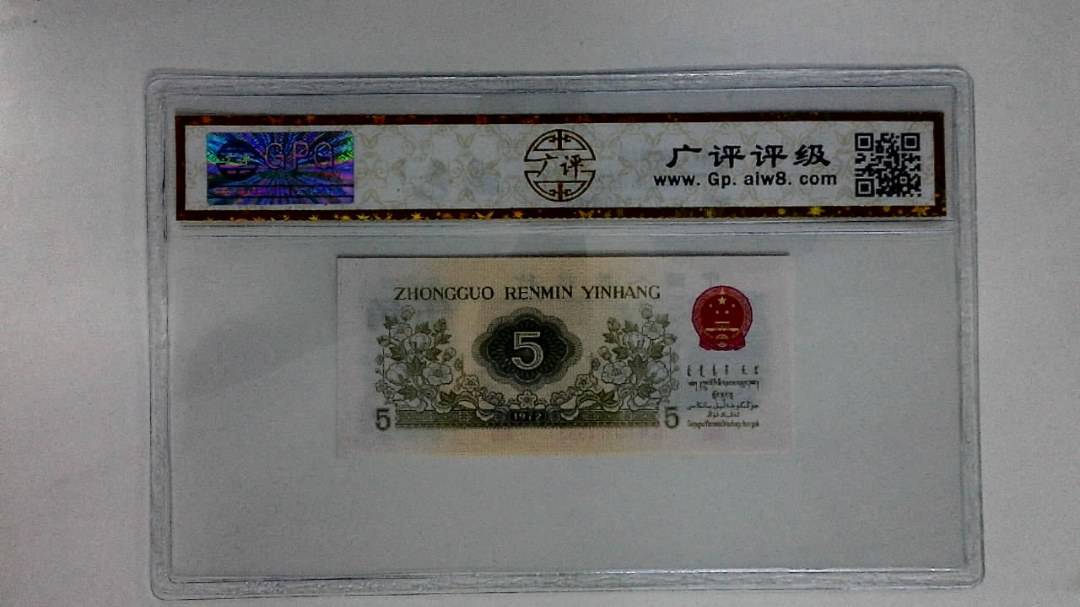 GPG
广评
广评评级
www. Gp. aiw8. com
ZHONGGUO RENMIN YINHANG
5
1972
5
5